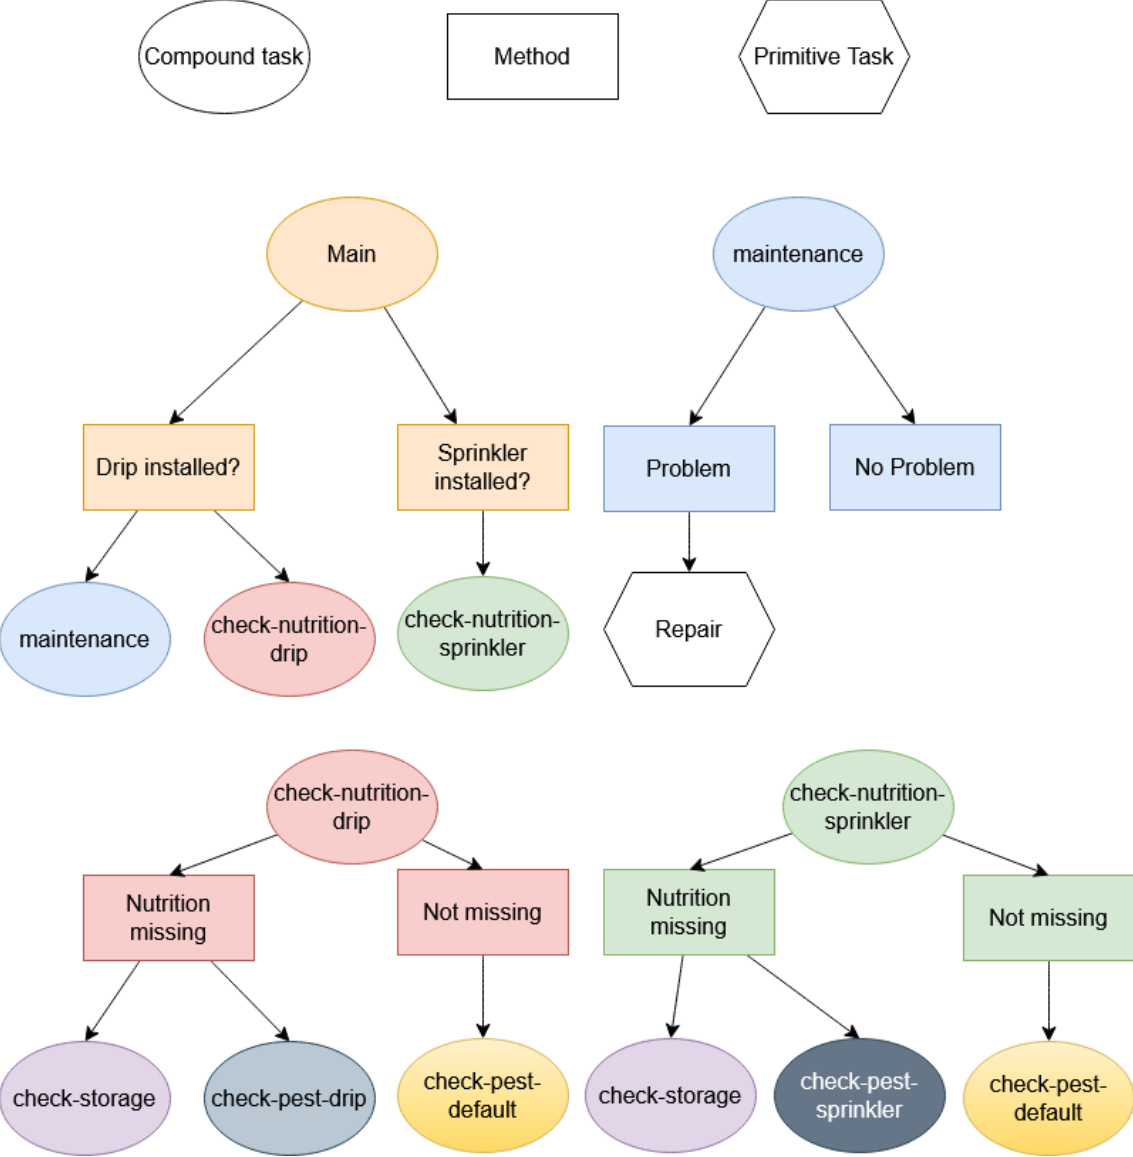 Compound task
Method
Primitive Task
Main
maintenance
Drip installed?
Sprinkler
installed?
Problem
No Problem
maintenance
check-nutrition-
drip
check-nutrition-
sprinkler
Repair
check-nutrition-
drip
check-nutrition-
sprinkler
Nutrition
missing
Not missing
Nutrition
missing
Not missing
check-storage
check-pest-drip
check-pest-
default
check-storage
check-pest-
sprinkler
check-pest-
default